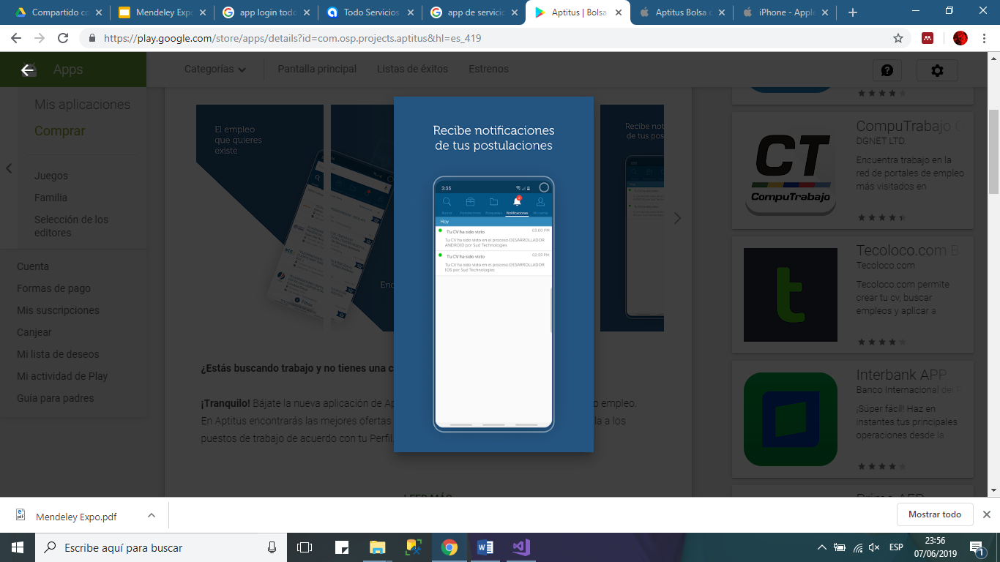 Compartido co
Mendeley Expo
app login todo
Todo Servicios
app de servicio
Aptitus | Bolsa
Aptitus Bolsa d
iPhone - Apple
https://play.google.com/store/apps/details?id=com.osp.projects.aptitus&hl=es_419
Apps
Categorías
Pantalla principal
Listas de éxitos
Estrenos
Mis aplicaciones
Comprar
Juegos
Familia
Selección de los
editores
Cuenta
Formas de pago
Mis suscripciones
Canjear
Mi lista de deseos
Mi actividad de Play
Guía para padres
El empleo
que quieres
existe
Enc
Recibe notificaciones
de tus postulaciones
3:35
Buscar Postulaciones Notificaciones Mi cuenta
Hoy
Tu CV ha sido visto 03:00 PM
Tu CV ha sido visto en el proceso DESARROLLADOR
ANDROID por Sud Technologies
Tu CV ha sido visto 02:59 PM
Tu CV ha sido visto en el proceso DESARROLLADOR
IOS por Sud Technologies
Recibe not
de tus pos
¿Estás buscando trabajo y no tienes una c
¡Tranquilo! Bájate la nueva aplicación de Ap
o empleo.
En Aptitus encontrarás las mejores ofertas
la a los
puestos de trabajo de acuerdo con tu Perfil
LEER MÁS
CT
CompuTrabajo
CompuTrabajo
DGNET LTD.
Encuentra trabajo en la
red de portales de empleo
más visitados en
t
Tecoloco.com B
Tecoloco.com
Tecoloco.com permite
crear tu cv, buscar
empleos y aplicar a
Interbank APP
Banco Internacional del P
¡Súper fácil! Haz en
instantes tus principales
operaciones desde la
Prima AFP
Mendeley Expo.pdf
Mostrar todo
Escribe aquí para buscar
ESP
23:56
07/06/2019
1